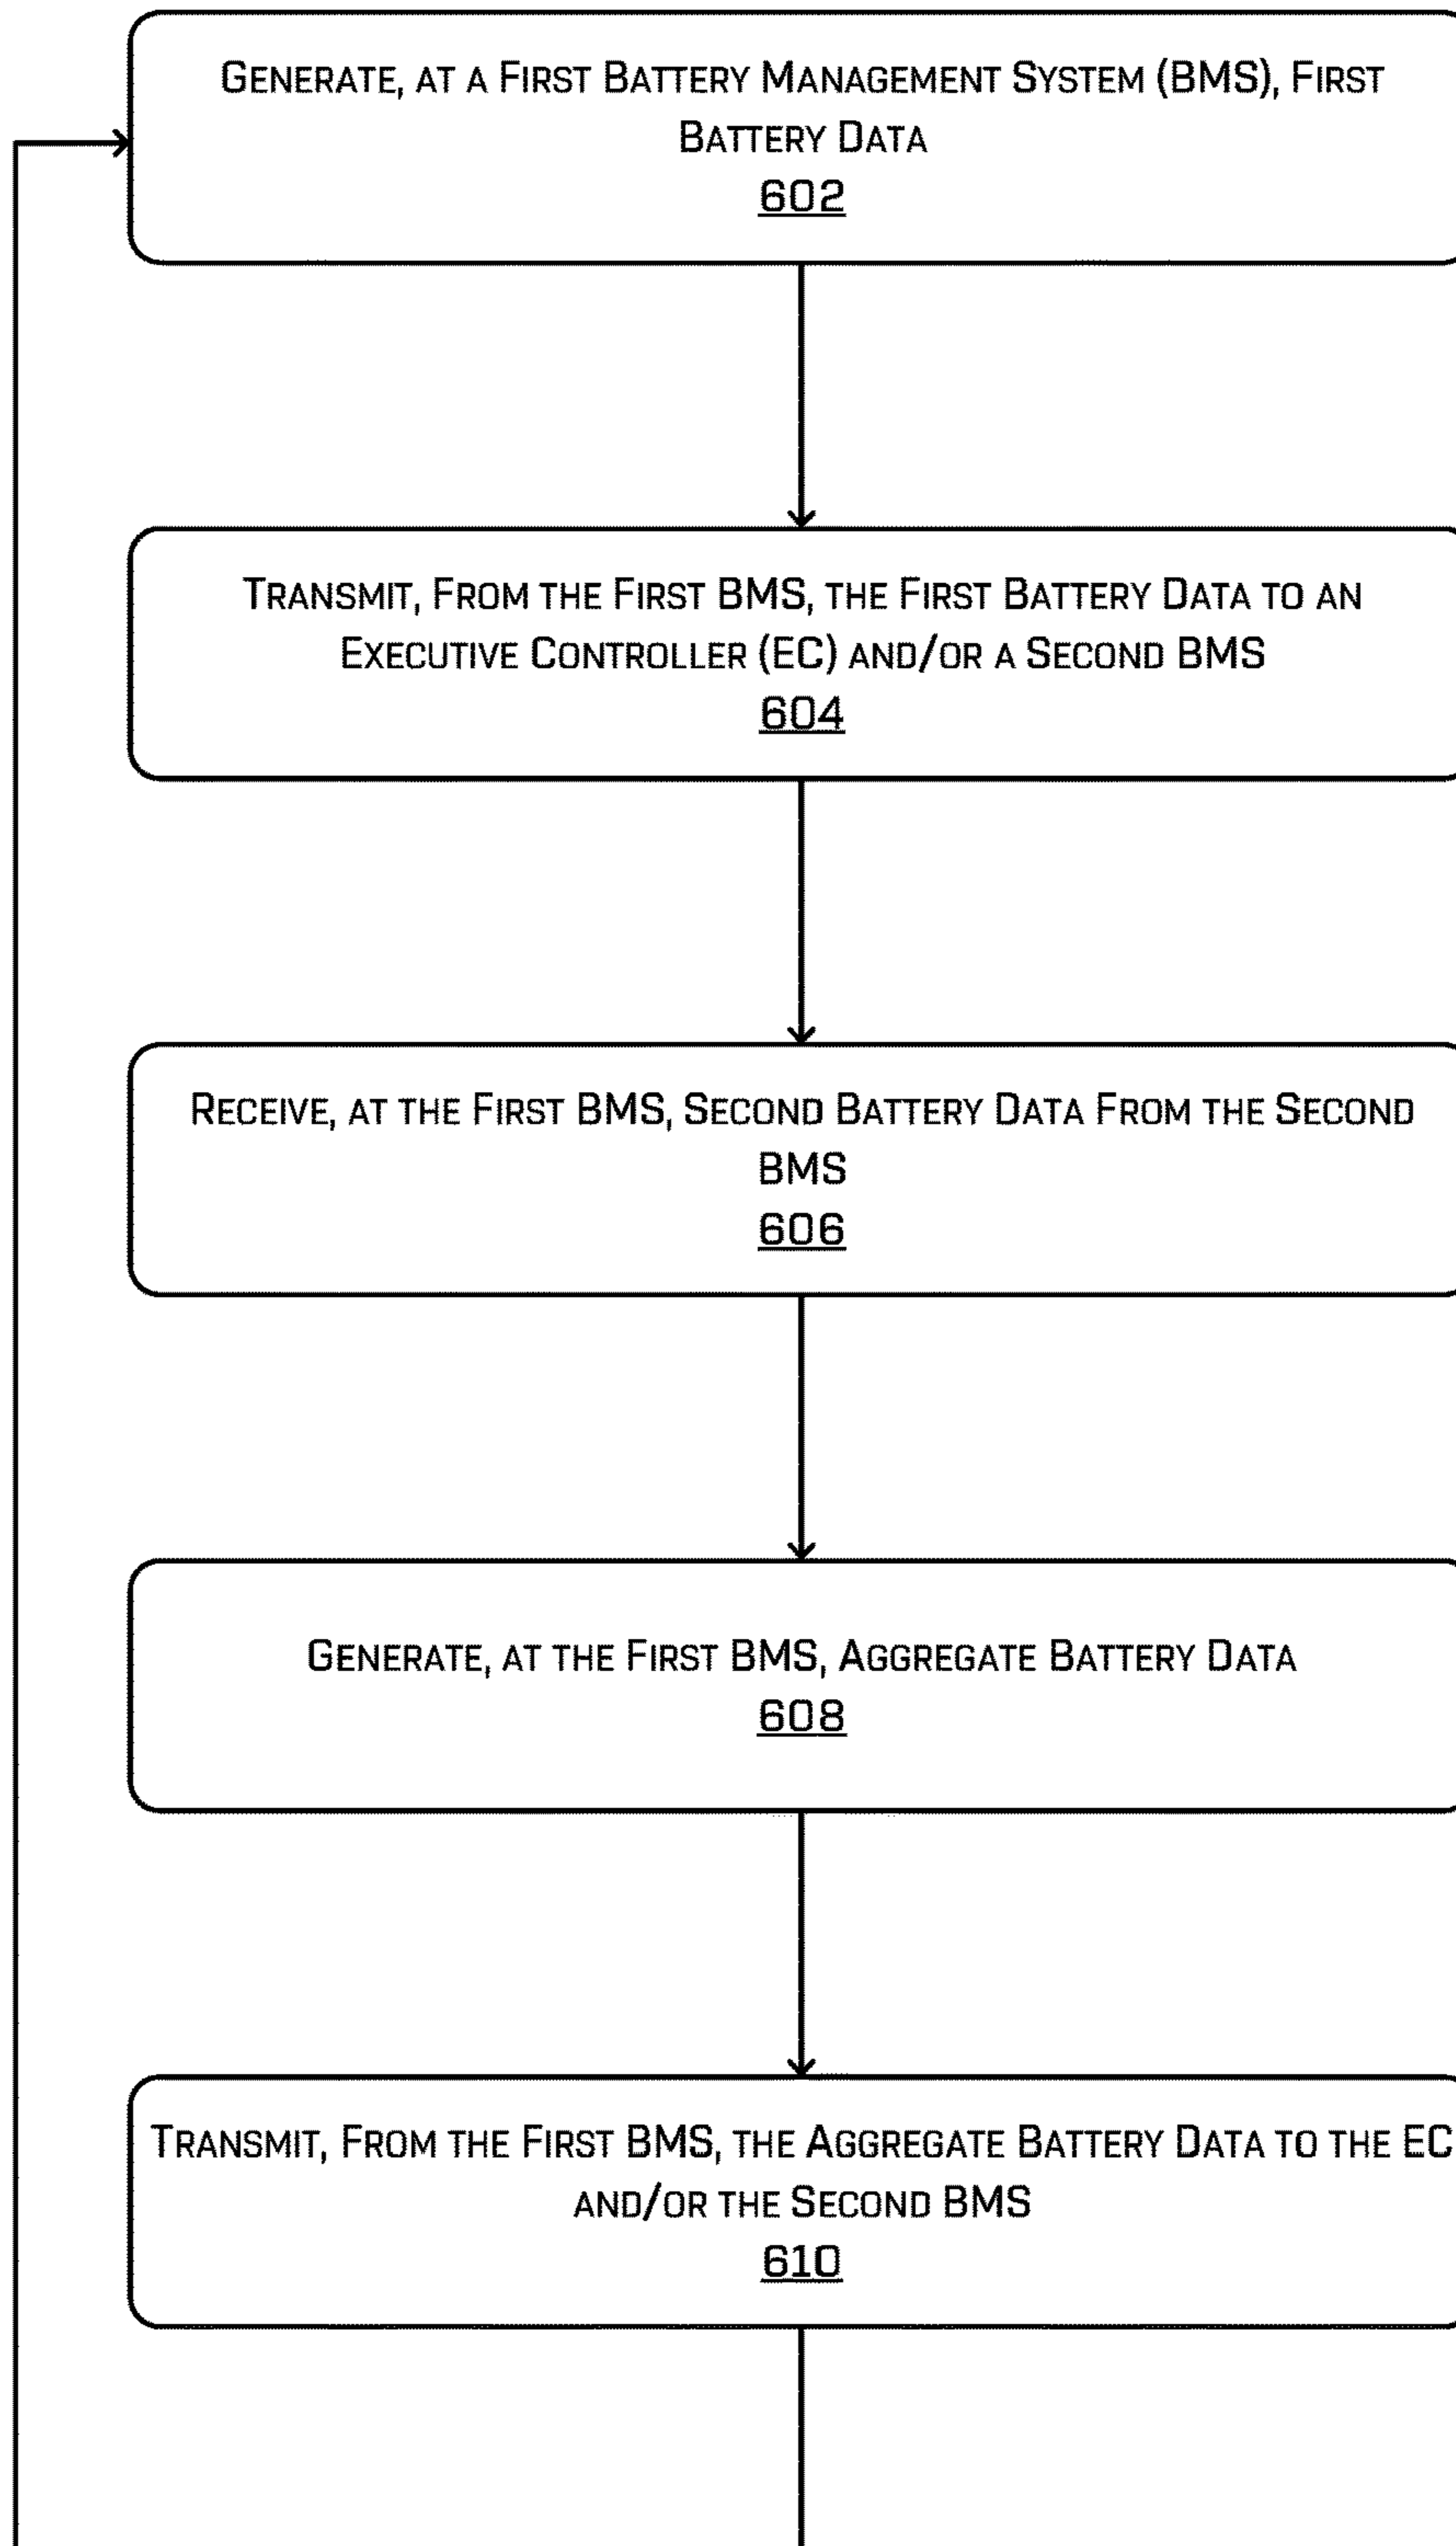 GENERATE, AT A FIRST BATTERY MANAGEMENT SYSTEM (BMS), FIRST
BATTERY DATA
602
TRANSMIT, FROM THE FIRST BMS, THE FIRST BATTERY DATA TO AN
EXECUTIVE CONTROLLER (EC) AND/OR A SECOND BMS
604
RECEIVE, AT THE FIRST BMS, SECOND BATTERY DATA FROM THE SECOND
BMS
606
GENERATE, AT THE FIRST BMS, AGGREGATE BATTERY DATA
608
TRANSMIT, FROM THE FIRST BMS, THE AGGREGATE BATTERY DATA TO THE EC
AND/OR THE SECOND BMS
610